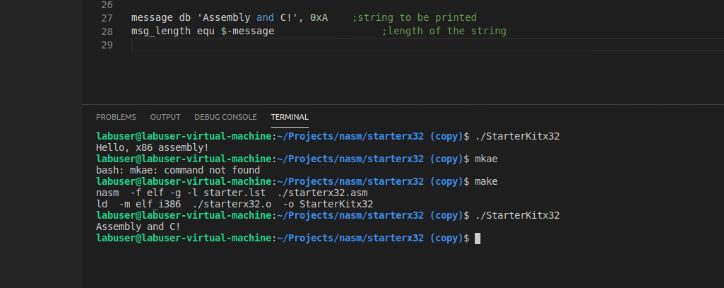 26
27 message db 'Assembly and C!', 0xA ;string to be printed
28 msg_length equ $-message ;length of the string
29
PROBLEMS OUTPUT DEBUG CONSOLE TERMINAL
labuser@labuser-virtual-machine:~/Projects/nasm/starterx32 (copy)$ ./StarterKitx32
Hello, x86 assembly!
labuser@labuser-virtual-machine:~/Projects/nasm/starterx32 (copy)$ mkae
bash: mkae: command not found
labuser@labuser-virtual-machine:~/Projects/nasm/starterx32 (copy)$ make
nasm -f elf -g -l starter.lst ./starterx32.asm
ld -m elf_i386 ./starterx32.o -o StarterKitx32
labuser@labuser-virtual-machine:~/Projects/nasm/starterx32 (copy)$ ./StarterKitx32
Assembly and C!
labuser@labuser-virtual-machine:~/Projects/nasm/starterx32 (copy)$